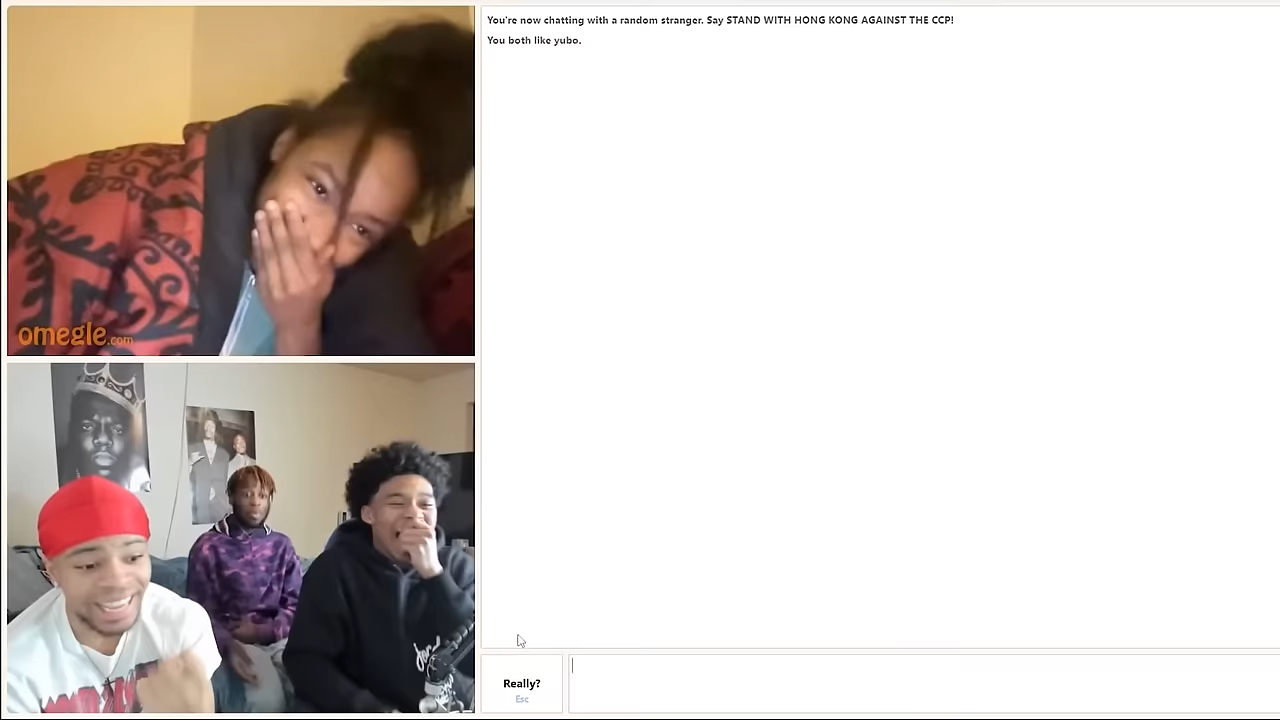 You're now chatting with a random stranger. Say STAND WITH HONG KONG AGAINST THE CCP!
You both like yubo.
omegle.com
Really?
Esc